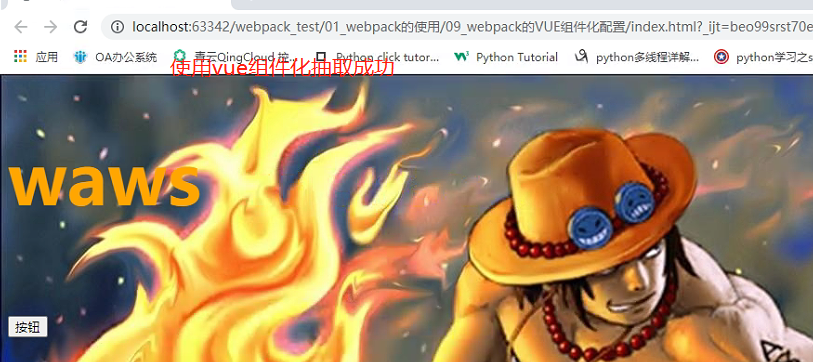 localhost:63342/webpack_test/01_webpack的使用/09_webpack的VUE组件化配置/index.html?_ijt=beo99srst70e
应用 OA办公系统 青云QingCloud 控... Python click tutor... Python Tutorial python多线程详解... python学习之s
使用vue组件化抽取成功
waws
按钮